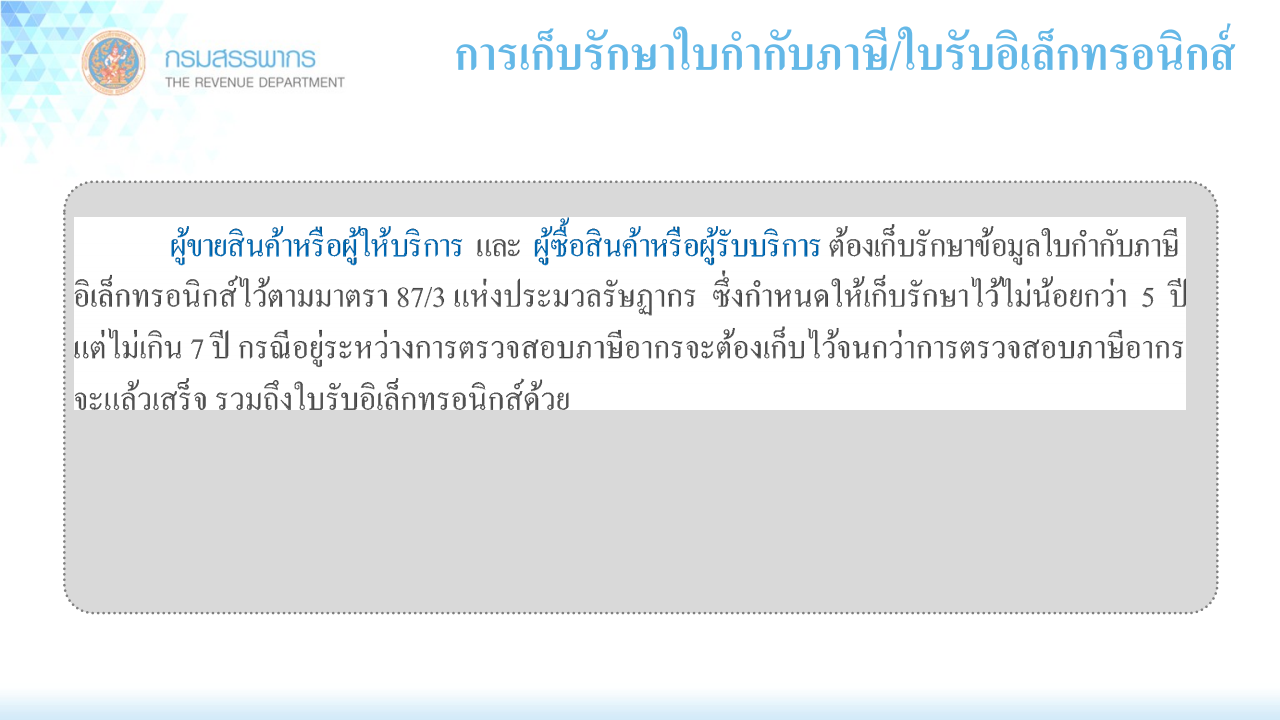 กรมสรรพากร
THE REVENUE DEPARTMENT
การเก็บรักษาใบกำกับภาษี/ใบรับอิเล็กทรอนิกส์
ผู้ขายสินค้าหรือผู้ให้บริการ และ ผู้ซื้อสินค้าหรือผู้รับบริการ ต้องเก็บรักษาข้อมูลใบกำกับภาษี
อิเล็กทรอนิกส์ไว้ตามมาตรา 87/3 แห่งประมวลรัษฎากร ซึ่งกำหนดให้เก็บรักษาไว้ไม่น้อยกว่า 5 ปี
แต่ไม่เกิน 7 ปี กรณีอยู่ระหว่างการตรวจสอบภาษีอากรจะต้องเก็บไว้จนกว่าการตรวจสอบภาษีอากร
จะแล้วเสร็จ รวมถึงใบรับอิเล็กทรอนิกส์ด้วย